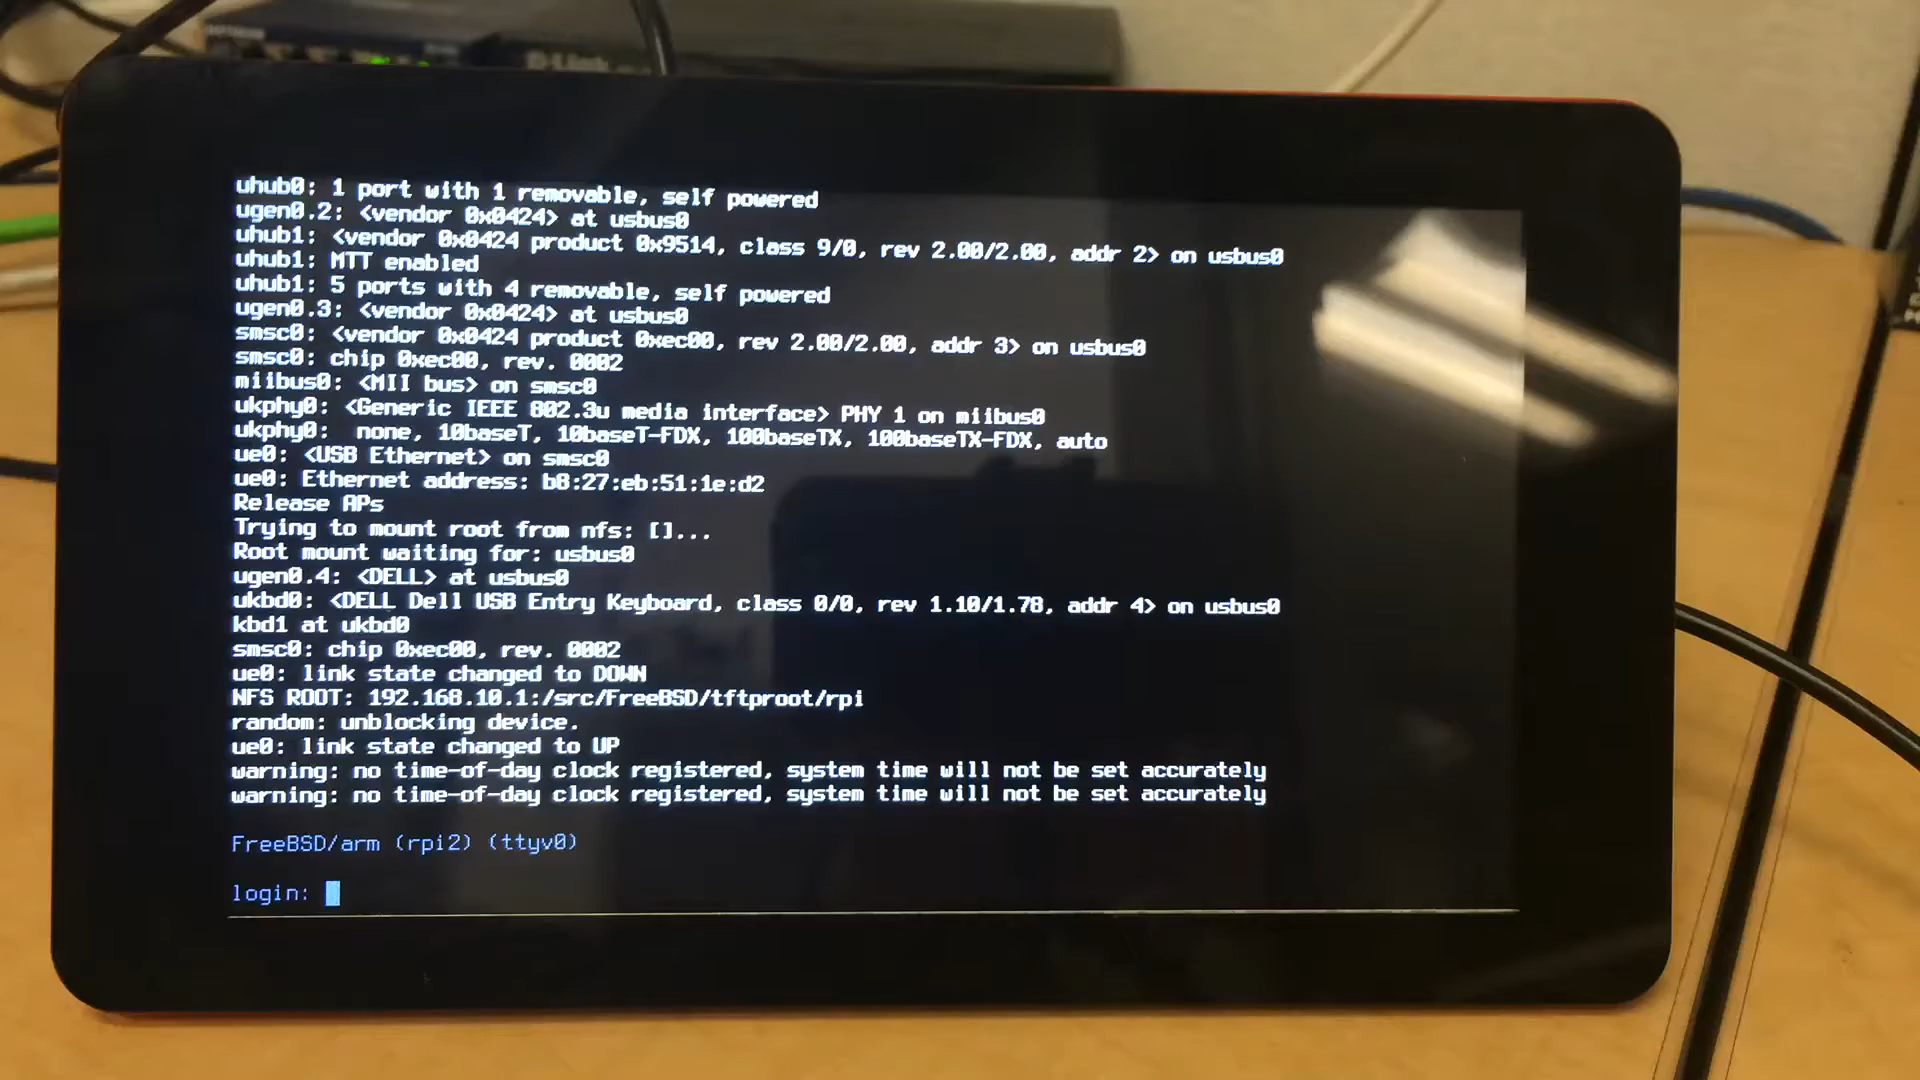 D-Link
uhub0: 1 port with 1 removable, self powered
ugen0.2: <vendor 0x0424> at usbus0
uhub1: <vendor 0x0424 product 0x9514, class 9/0, rev 2.00/2.00, addr 2> on usbus0
uhub1: MTT enabled
uhub1: 5 ports with 4 removable, self powered
ugen0.3: <vendor 0x0424> at usbus0
smsc0: <vendor 0x0424 product 0xec00, rev 2.00/2.00, addr 3> on usbus0
smsc0: chip 0xec00, rev. 0002
miibus0: <MII bus> on smsc0
ukphy0: <Generic IEEE 802.3u media interface> PHY 1 on miibus0
ukphy0:  none, 10baseT, 10baseT-FDX, 100baseTX, 100baseTX-FDX, auto
ue0: <USB Ethernet> on smsc0
ue0: Ethernet address: b8:27:eb:51:1e:d2
Release APs
Trying to mount root from nfs: []...
Root mount waiting for: usbus0
ugen0.4: <DELL> at usbus0
ukbd0: <DELL Dell USB Entry Keyboard, class 0/0, rev 1.10/1.78, addr 4> on usbus0
kbd1 at ukbd0
smsc0: chip 0xec00, rev. 0002
ue0: link state changed to DOWN
NFS ROOT: 192.168.10.1:/src/FreeBSD/tftproot/rpi
random: unblocking device.
ue0: link state changed to UP
warning: no time-of-day clock registered, system time will not be set accurately
warning: no time-of-day clock registered, system time will not be set accurately
FreeBSD/arm (rpi2) (ttyv0)
login: